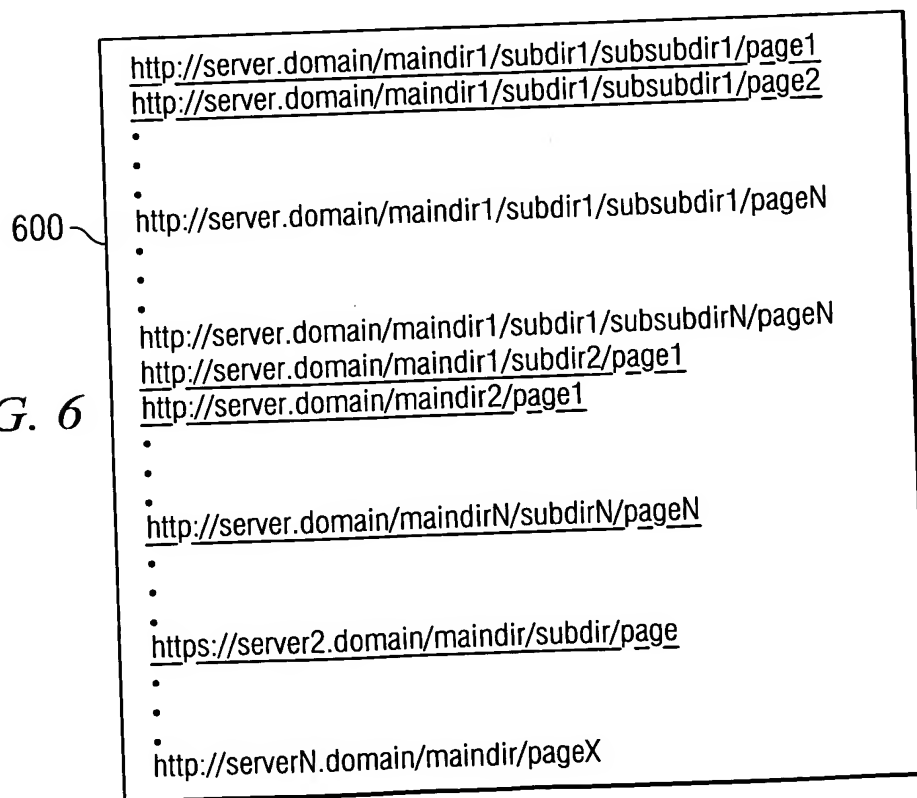 http://server.domain/maindir1/subdir1/subsubdir1/page1
http://server.domain/maindir1/subdir1/subsubdir1/page2
.
.
.
http://server.domain/maindir1/subdir1/subsubdir1/pageN
.
.
.
http://server.domain/maindir1/subdir1/subsubdirN/pageN
http://server.domain/maindir1/subdir2/page1
http://server.domain/maindir2/page1
.
.
.
http://server.domain/maindirN/subdirN/pageN
.
.
.
https://server2.domain/maindir/subdir/page
.
.
.
http://serverN.domain/maindir/pageX
600
G. 6